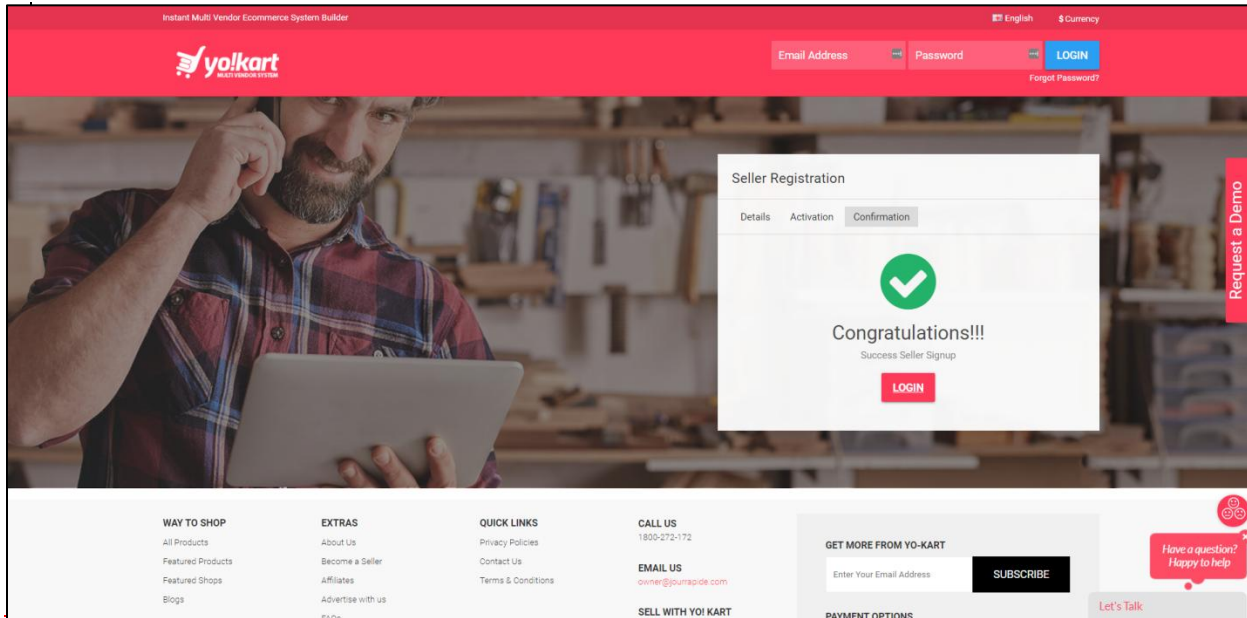 Instant Multi Vendor Ecommerce System Builder
English
$ Currency
yo!kart
MULTI VENDOR SYSTEM
Email Address
Password
LOGIN
Forgot Password?
Seller Registration
Details
Activation
Confirmation
Congratulations!!!
Success Seller Signup
LOGIN
Request a Demo
WAY TO SHOP
All Products
Featured Products
Featured Shops
Blogs
EXTRAS
About Us
Become a Seller
Affiliates
Advertise with us
FAQs
QUICK LINKS
Privacy Policies
Contact Us
Terms & Conditions
CALL US
1800-272-172
EMAIL US
owner@jourrapide.com
SELL WITH YO! KART
GET MORE FROM YO-KART
Enter Your Email Address
SUBSCRIBE
PAYMENT OPTIONS
Have a question?
Happy to help
Let's Talk